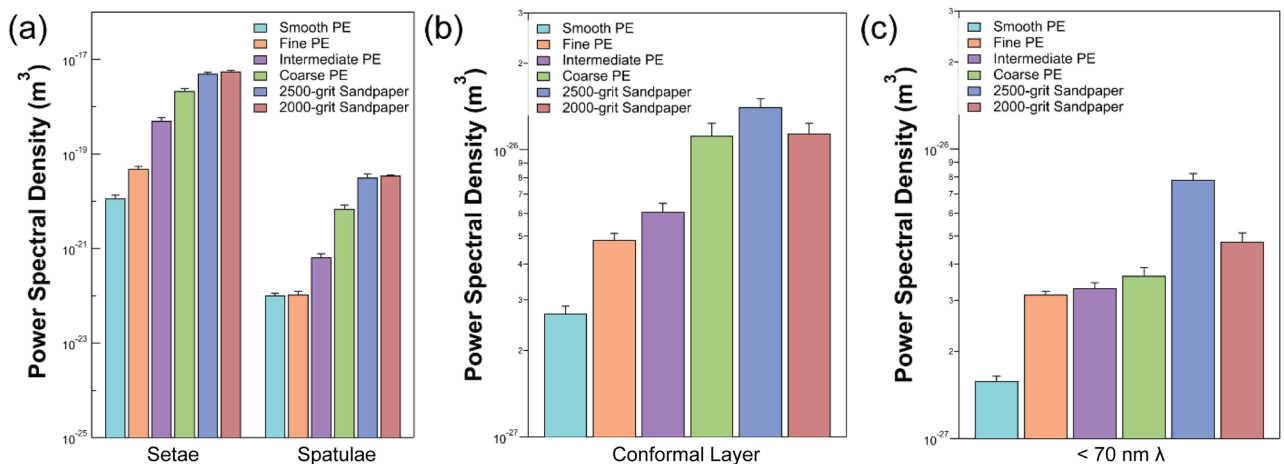 (a)
Power Spectral Density (m³)
10⁻¹⁷
10⁻¹⁹
10⁻²¹
10⁻²³
10⁻²⁵
Smooth PE
Fine PE
Intermediate PE
Coarse PE
2500-grit Sandpaper
2000-grit Sandpaper
Setae
Spatulae
(b)
Power Spectral Density (m³)
3
2
10⁻²⁶
9
8
7
6
5
4
3
2
10⁻²⁷
Smooth PE
Fine PE
Intermediate PE
Coarse PE
2500-grit Sandpaper
2000-grit Sandpaper
Conformal Layer
(c)
Power Spectral Density (m³)
3
2
10⁻²⁶
9
8
7
6
5
4
3
2
10⁻²⁷
Smooth PE
Fine PE
Intermediate PE
Coarse PE
2500-grit Sandpaper
2000-grit Sandpaper
< 70 nm λ